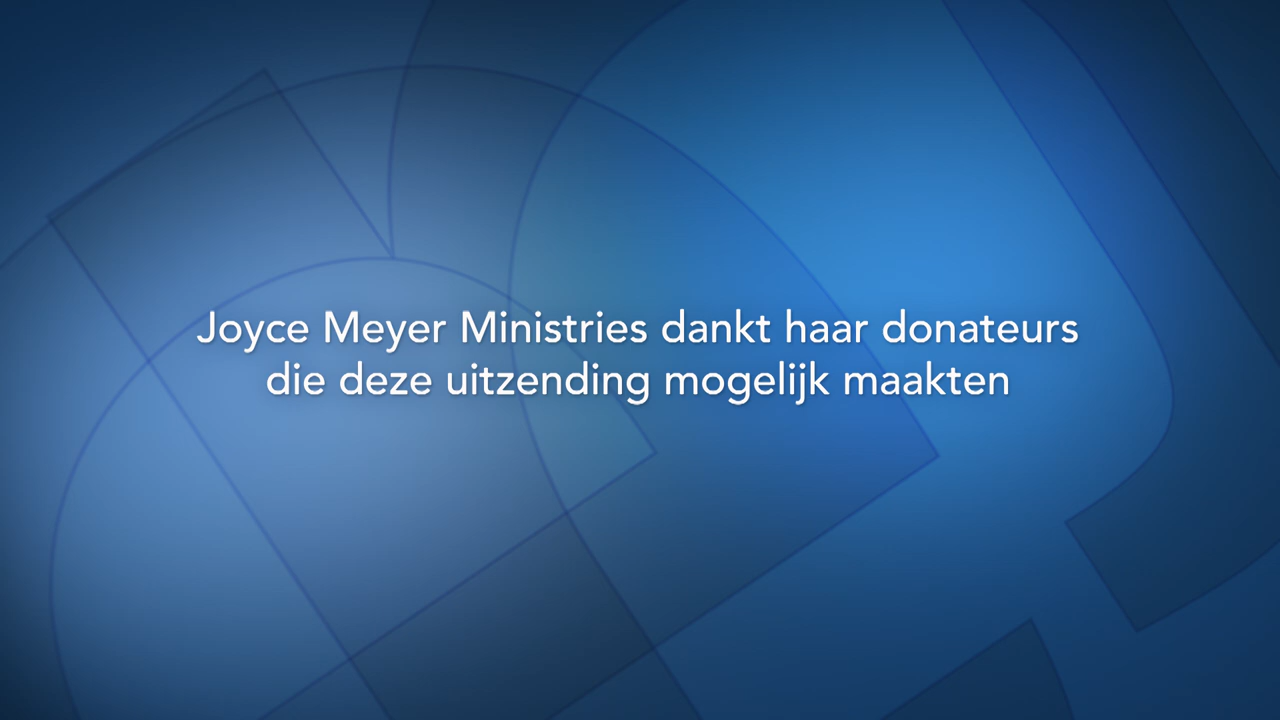 Joyce Meyer Ministries dankt haar donateurs
die deze uitzending mogelijk maakten